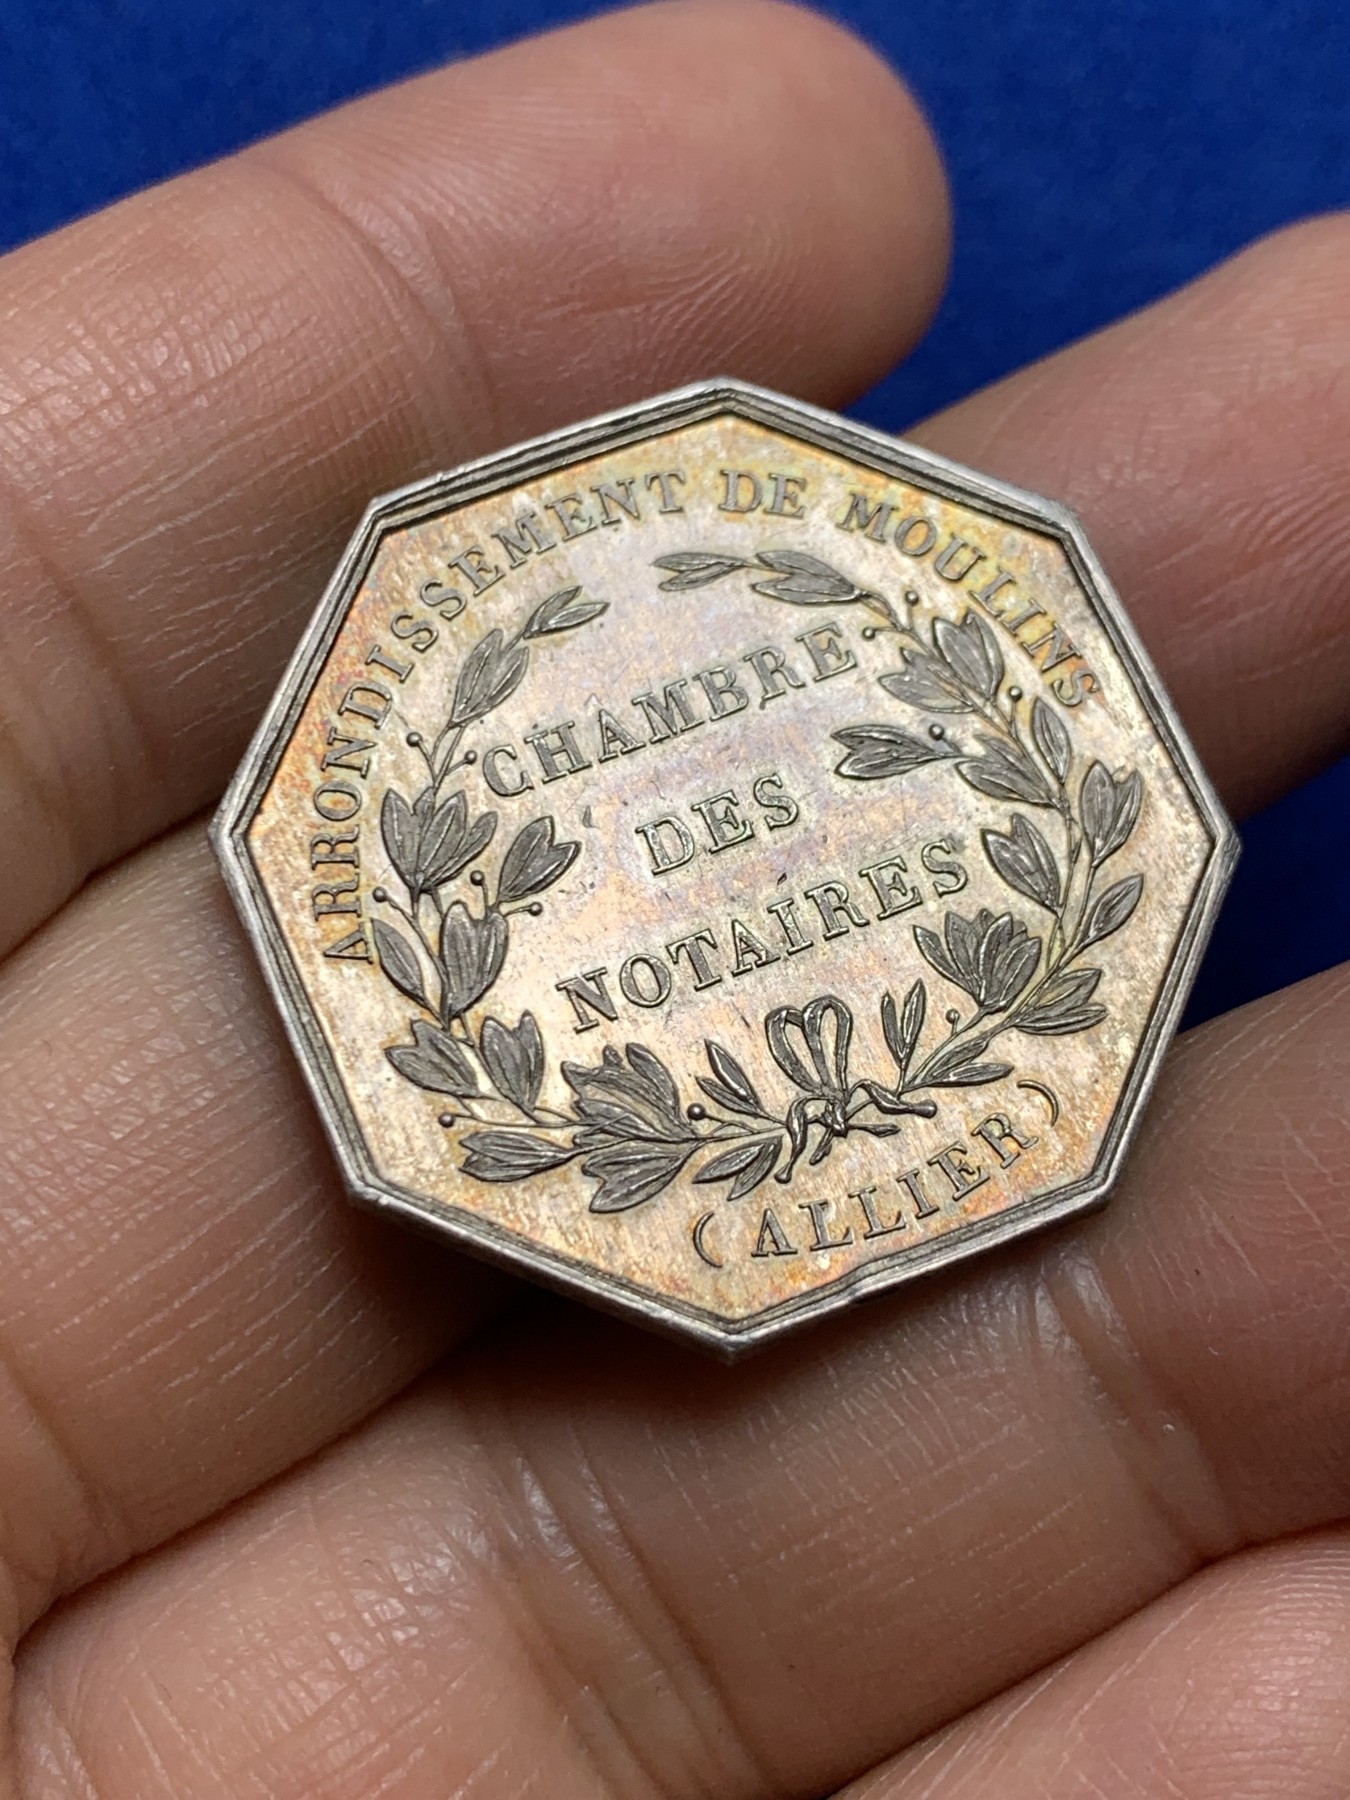 ARRONDISSEMENT DE MOULINS
CHAMBRE
DES
NOTAIRES
(ALLIER)